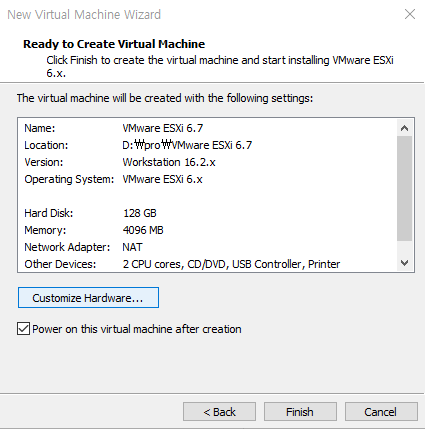 New Virtual Machine Wizard
Ready to Create Virtual Machine
Click Finish to create the virtual machine and start installing VMware ESXi
6.x.
The virtual machine will be created with the following settings:
Name: VMware ESXi 6.7
Location: D:₩pro₩VMware ESXi 6.7
Version: Workstation 16.2.x
Operating System: VMware ESXi 6.x
Hard Disk: 128 GB
Memory: 4096 MB
Network Adapter: NAT
Other Devices: 2 CPU cores, CD/DVD, USB Controller, Printer
Customize Hardware...
Power on this virtual machine after creation
< Back Finish Cancel